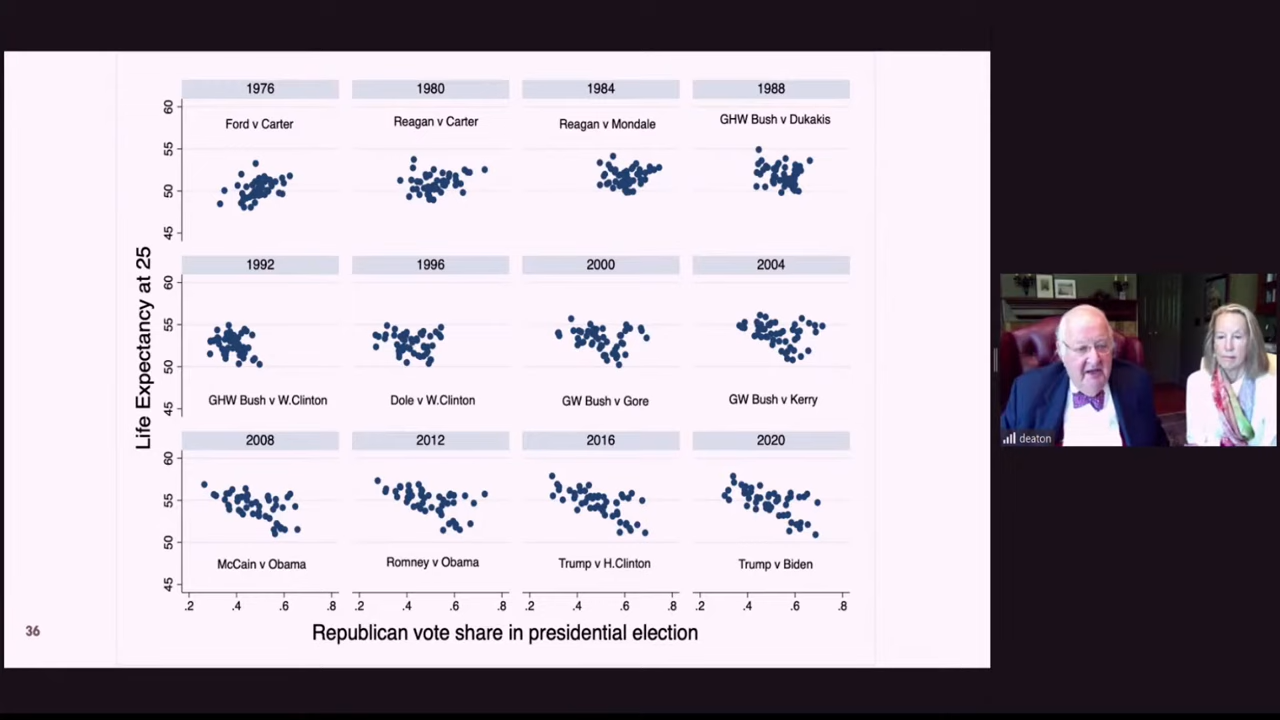 1976 1980 1984 1988
60
Ford v Carter Reagan v Carter Reagan v Mondale GHW Bush v Dukakis
55
50
45
Life Expectancy at 25
1992 1996 2000 2004
60
55
50
GHW Bush v W.Clinton Dole v W.Clinton GW Bush v Gore GW Bush v Kerry
45
2008 2012 2016 2020
60
55
50
McCain v Obama Romney v Obama Trump v H.Clinton Trump v Biden
45
.2 .4 .6 .8 .2 .4 .6 .8 .2 .4 .6 .8 .2 .4 .6 .8
Republican vote share in presidential election
36
deaton